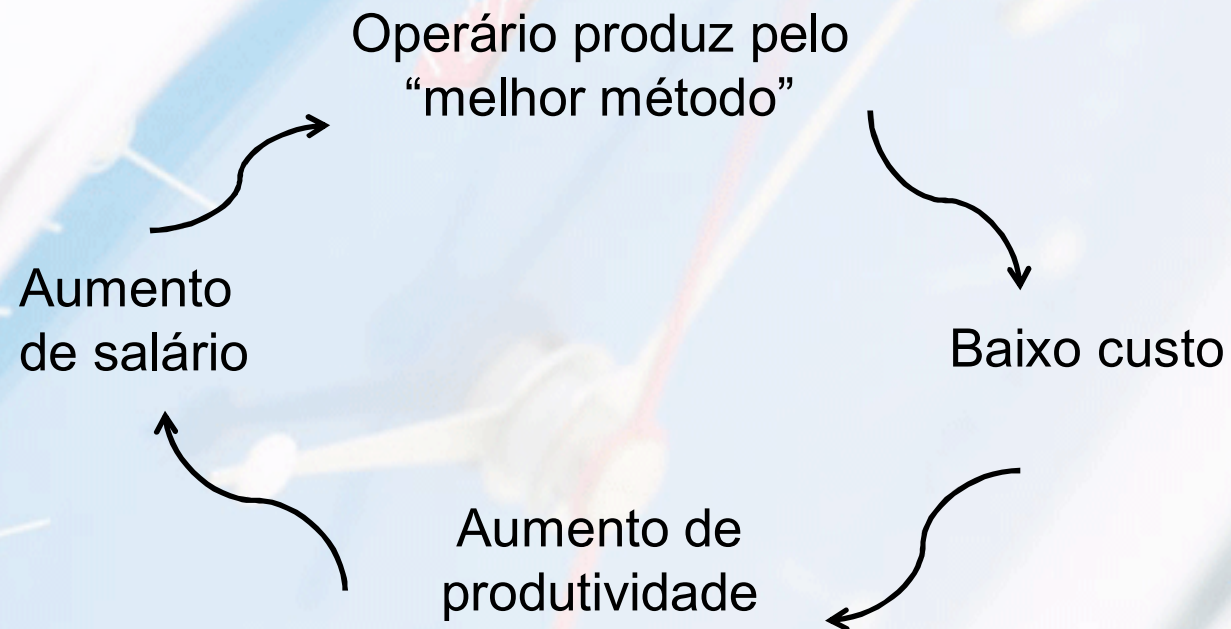 Operário produz pelo
“melhor método”
Aumento
de salário
Baixo custo
Aumento de
produtividade